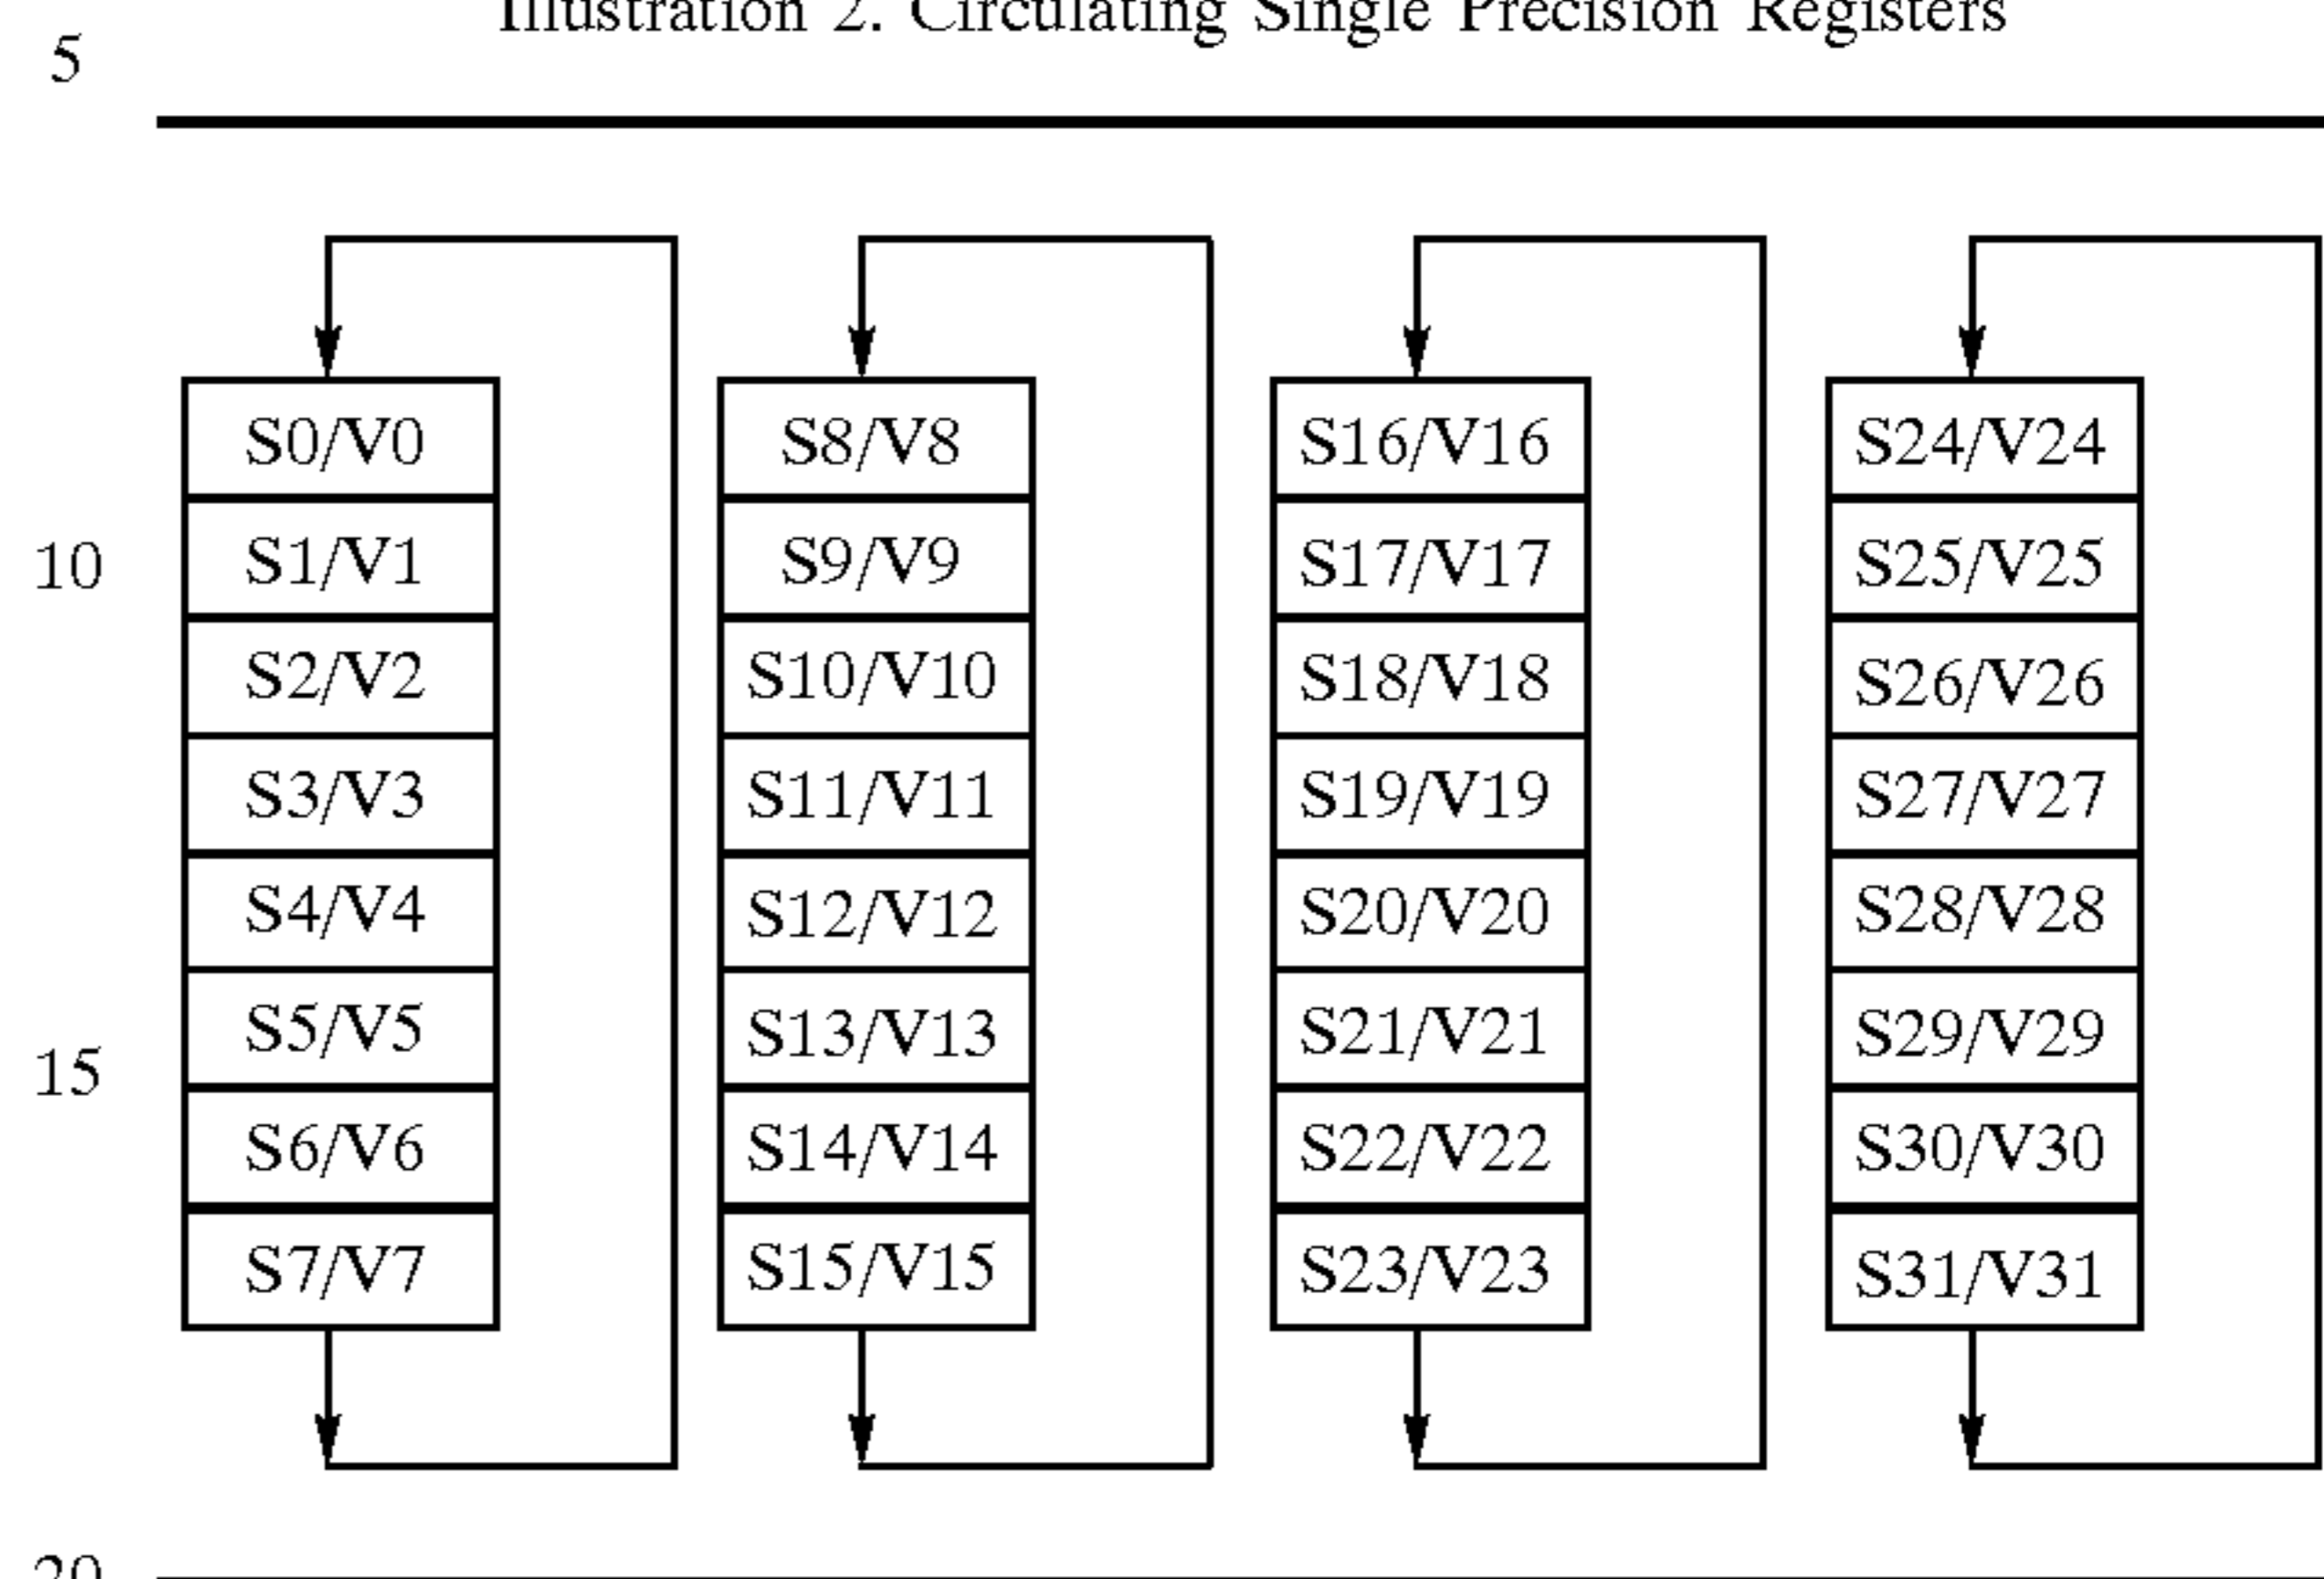 Illustration 2. Circulating Single Precision Registers
5
S0/V0 S8/V8 S16/V16 S24/V24
10 S1/V1 S9/V9 S17/V17 S25/V25
S2/V2 S10/V10 S18/V18 S26/V26
S3/V3 S11/V11 S19/V19 S27/V27
S4/V4 S12/V12 S20/V20 S28/V28
15 S5/V5 S13/V13 S21/V21 S29/V29
S6/V6 S14/V14 S22/V22 S30/V30
S7/V7 S15/V15 S23/V23 S31/V31
20